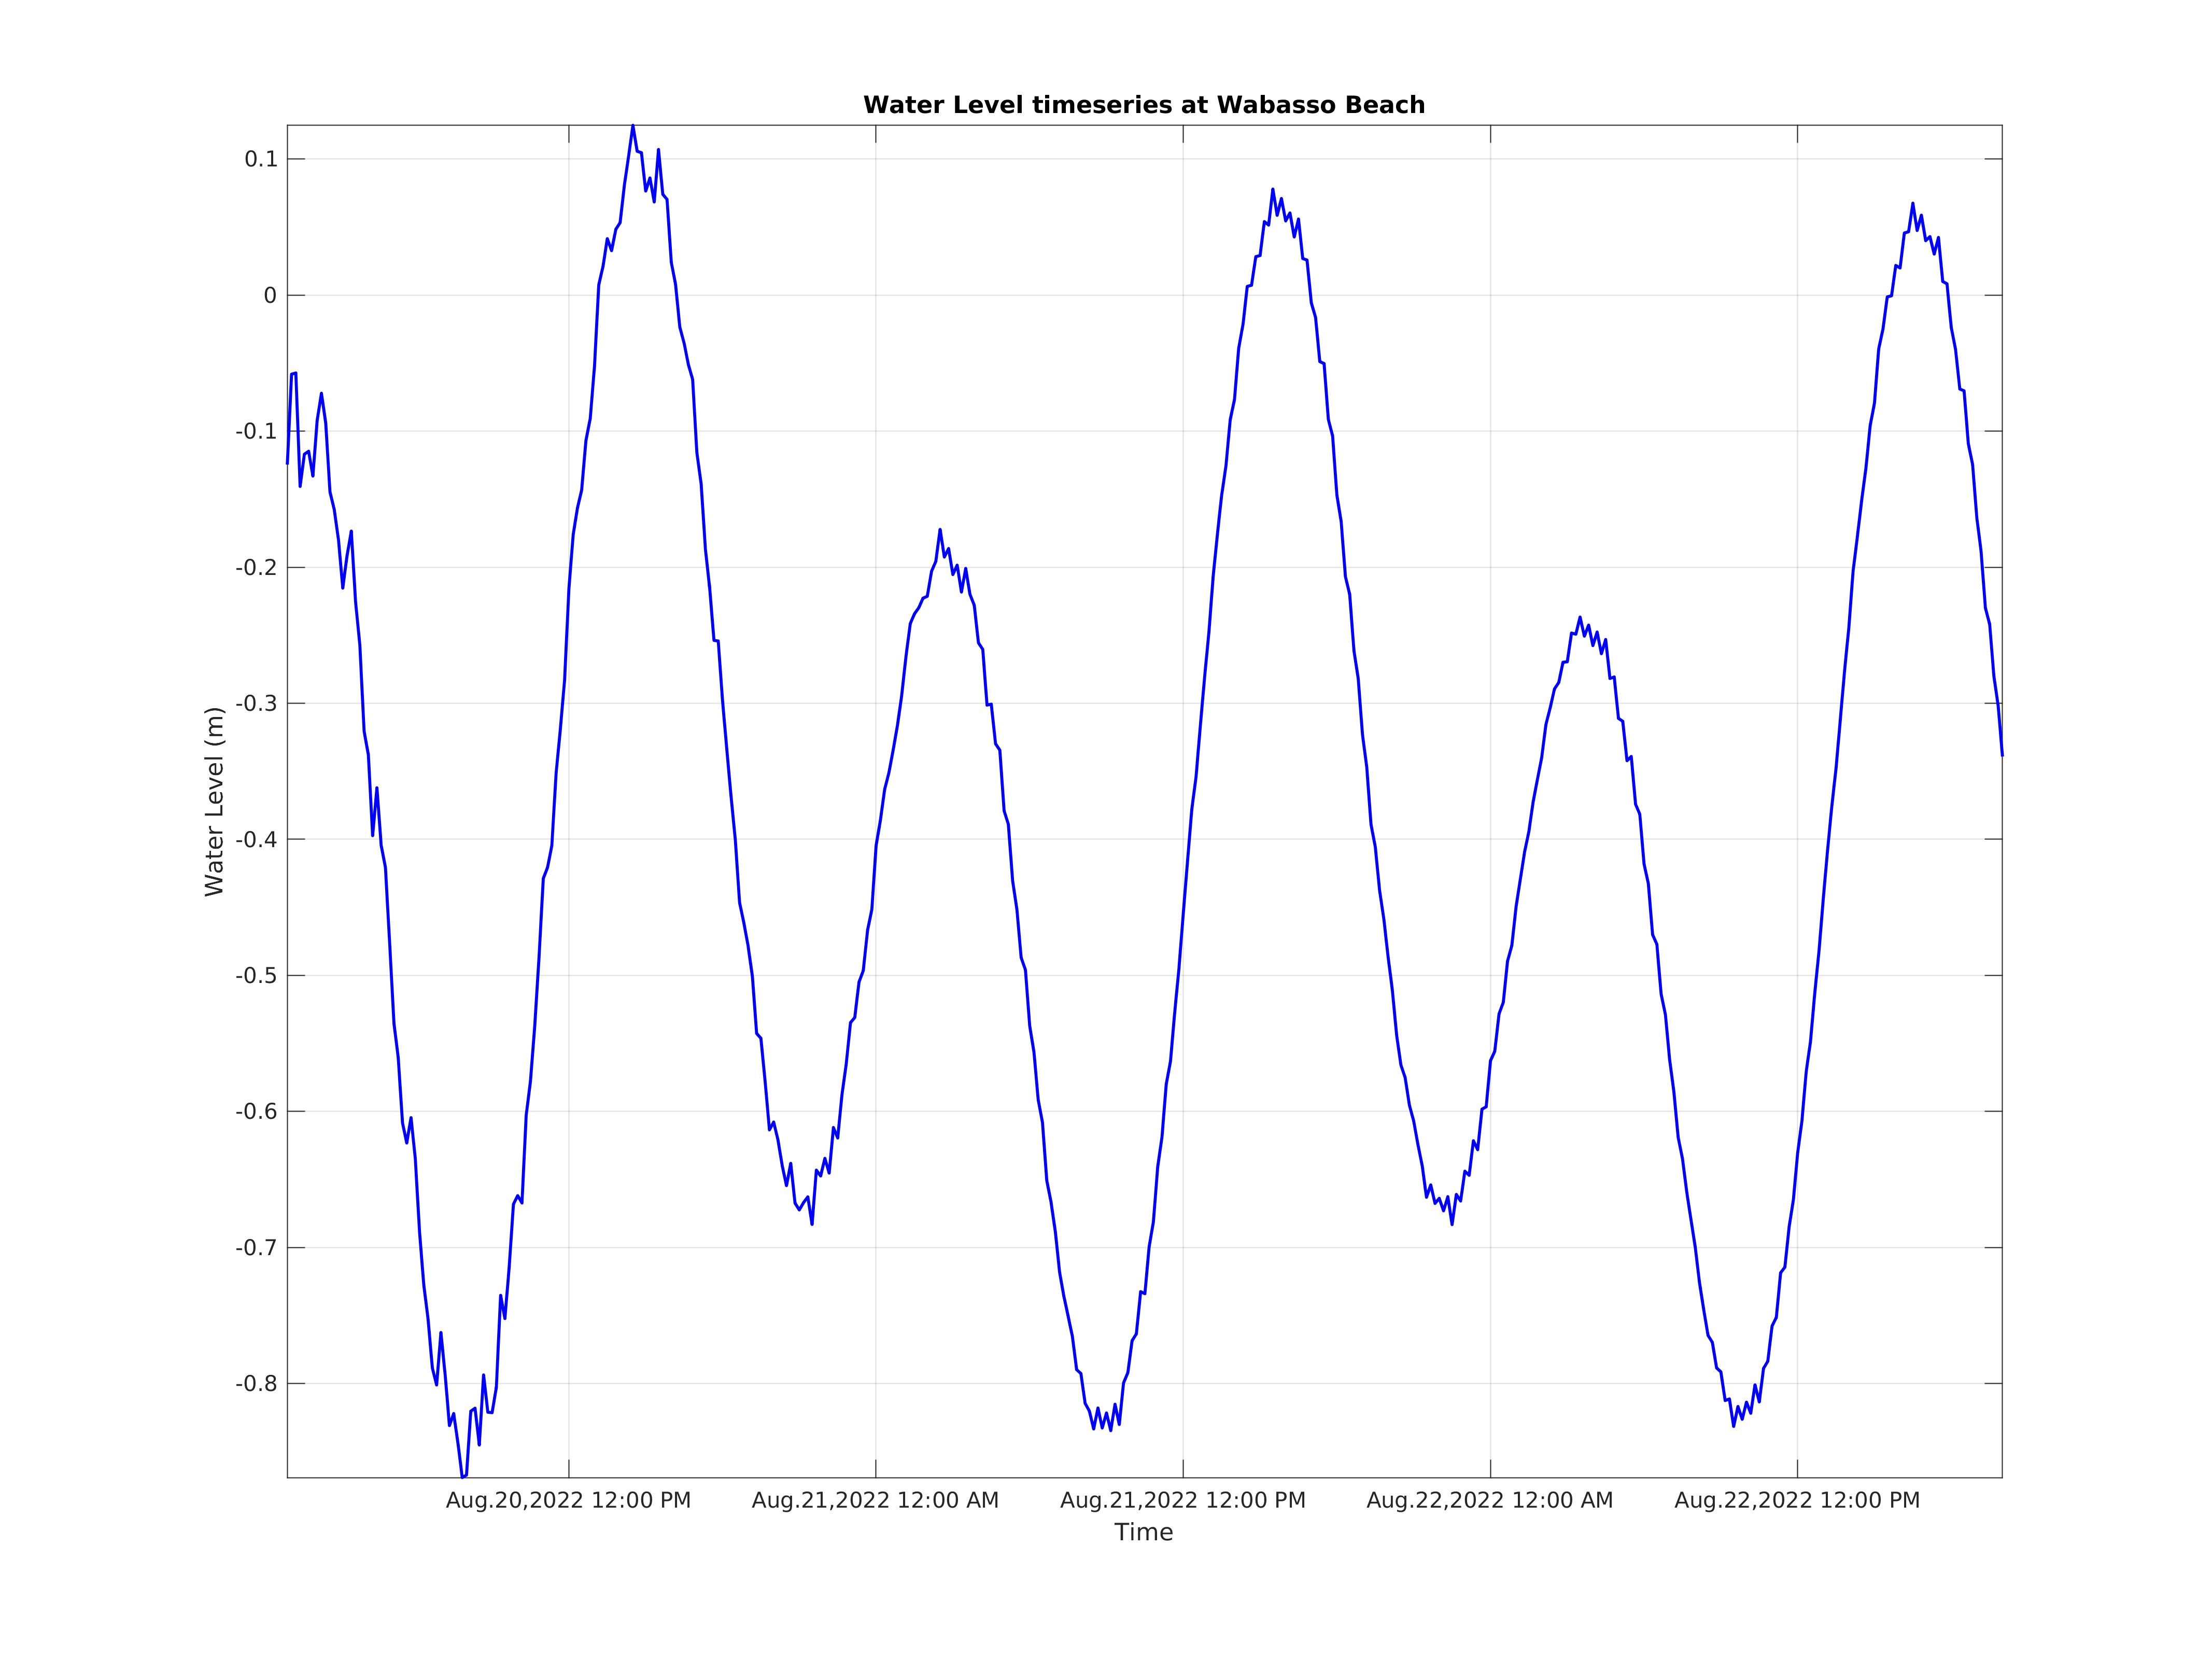 Water Level timeseries at Wabasso Beach
0.1
0
-0.1
-0.2
-0.3
-0.4
-0.5
-0.6
-0.7
-0.8
Water Level (m)
Aug.20,2022 12:00 PM Aug.21,2022 12:00 AM Aug.21,2022 12:00 PM Aug.22,2022 12:00 AM Aug.22,2022 12:00 PM
Time